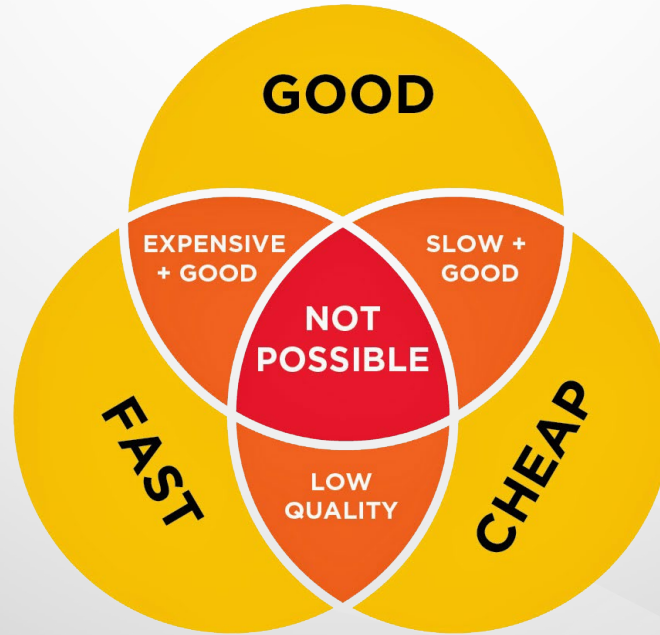 GOOD
EXPENSIVE
+ GOOD
SLOW +
GOOD
NOT
POSSIBLE
FAST
CHEAP
LOW
QUALITY